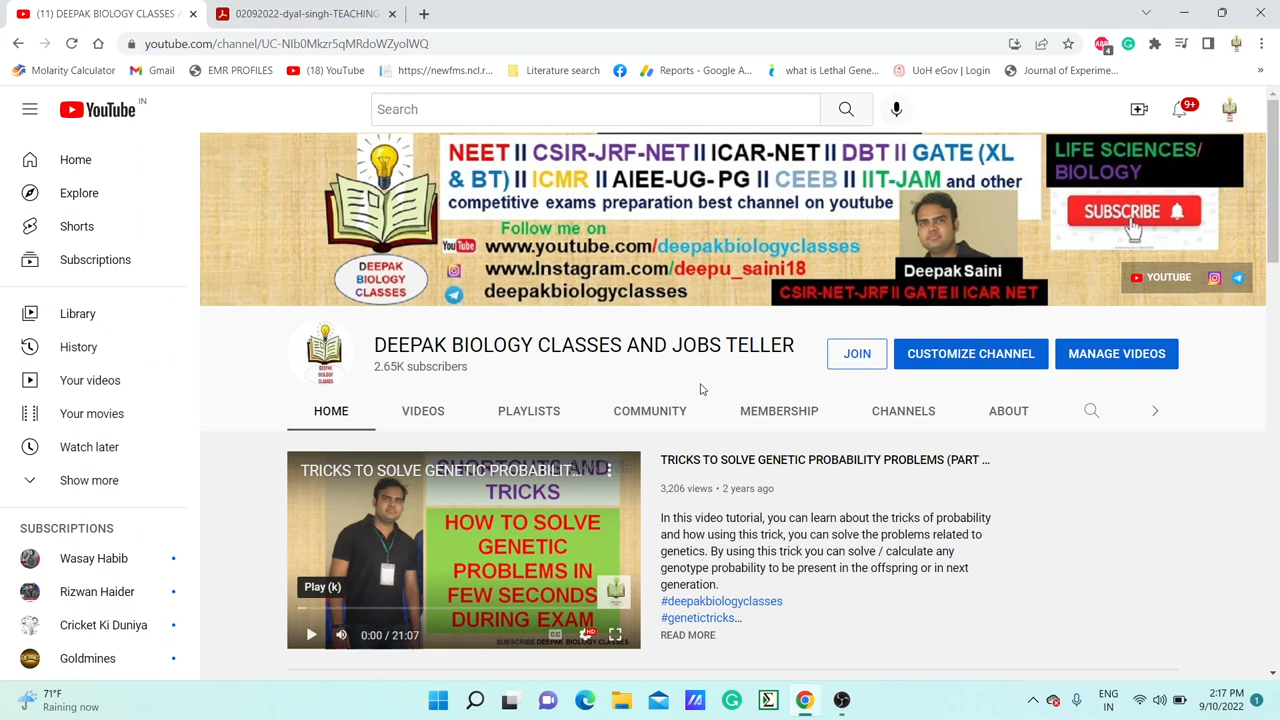 (11) DEEPAK BIOLOGY CLASSES /
02092022-dyal-singh-TEACHING
youtube.com/channel/UC-NIb0Mkzr5qMRdoWZyolWQ
Molarity Calculator
Gmail
EMR PROFILES
(18) YouTube
https://newfms.ncl.r...
Literature search
Reports - Google A...
what is Lethal Gene...
UoH eGov | Login
Journal of Experime...
»
YouTube IN
Search
9+
Home
Explore
Shorts
Subscriptions
Library
History
Your videos
Your movies
Watch later
Show more
SUBSCRIPTIONS
Wasay Habib
Rizwan Haider
Cricket Ki Duniya
Goldmines
NEET II CSIR-JRF-NET II ICAR-NET II DBT II GATE (XL
& BT) II ICMR II AIEE-UG- PG II CEEB II IIT-JAM and other
competitive exams preparation best channel on youtube
LIFE SCIENCES/
BIOLOGY
SUBSCRIBE
Follow me on
YouTube www.youtube.com/deepakbiologyclasses
www.Instagram.com/deepu_saini18
deepakbiologyclasses
DEEPAK
BIOLOGY
CLASSES
Deepak Saini
CSIR-NET-JRF II GATE II ICAR NET
YOUTUBE
DEEPAK BIOLOGY CLASSES AND JOBS TELLER
2.65K subscribers
JOIN
CUSTOMIZE CHANNEL
MANAGE VIDEOS
HOME
VIDEOS
PLAYLISTS
COMMUNITY
MEMBERSHIP
CHANNELS
ABOUT
TRICKS TO SOLVE GENETIC PROBABILIT...
SHORTCUTS AND
TRICKS
HOW TO SOLVE
GENETIC
PROBLEMS IN
FEW SECONDS
DURING EXAM
SUBSCRIBE DEEPAK BIOLOGY CLASSES
Play (k)
0:00 / 21:07
HD
TRICKS TO SOLVE GENETIC PROBABILITY PROBLEMS (PART ...
3,206 views • 2 years ago
In this video tutorial, you can learn about the tricks of probability
and how using this trick, you can solve the problems related to
genetics. By using this trick you can solve / calculate any
genotype probability to be present in the offspring or in next
generation.
#deepakbiologyclasses
#genetictricks...
READ MORE
71°F
Raining now
ENG
IN
2:17 PM
9/10/2022
1